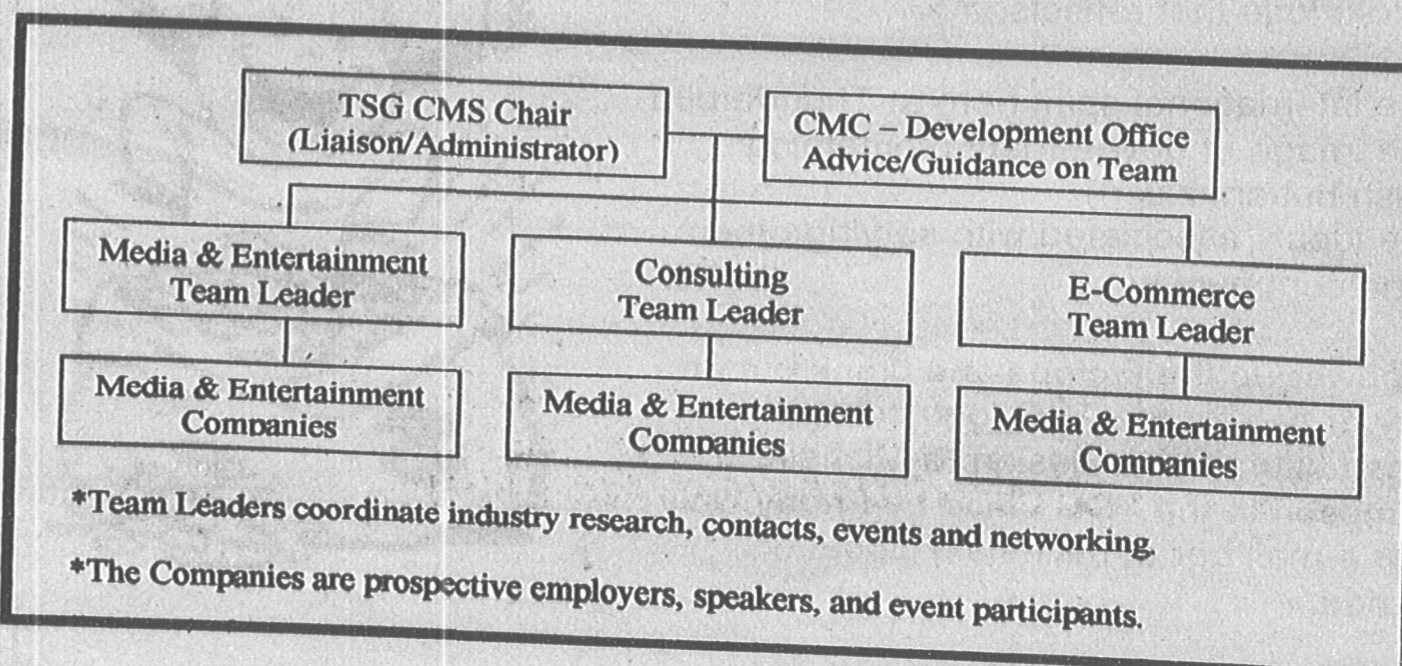 TSG CMS Chair
(Liaison/Administrator)
CMC – Development Office
Advice/Guidance on Team
Media & Entertainment
Team Leader
Consulting
Team Leader
E-Commerce
Team Leader
Media & Entertainment
Companies
Media & Entertainment
Companies
Media & Entertainment
Companies
*Team Leaders coordinate industry research, contacts, events and networking.
*The Companies are prospective employers, speakers, and event participants.